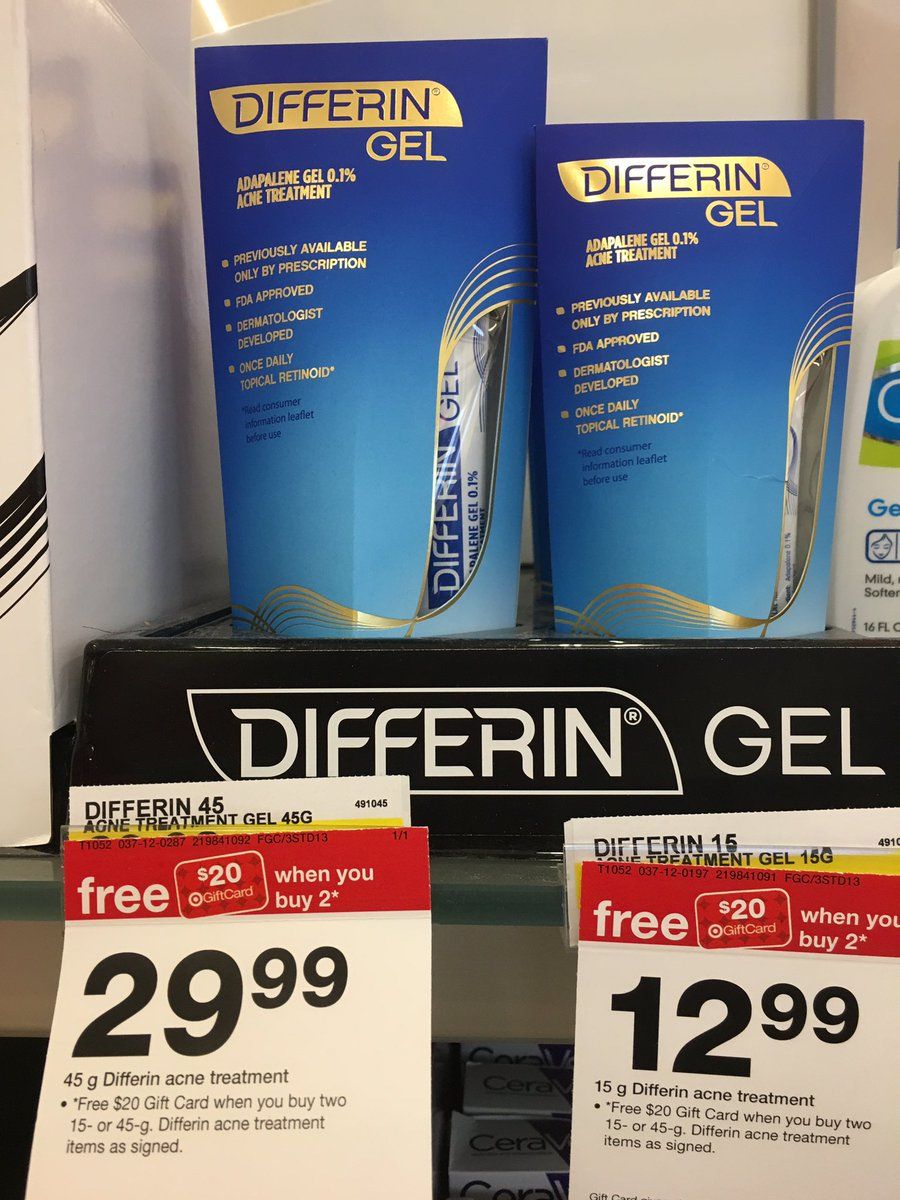 DIFFERIN®
GEL
ADAPALENE GEL 0.1%
ACNE TREATMENT
PREVIOUSLY AVAILABLE
ONLY BY PRESCRIPTION
FDA APPROVED
DERMATOLOGIST
DEVELOPED
ONCE DAILY
TOPICAL RETINOID*
*Read consumer
information leaflet
before use
DIFFERIN GEL
DIFFERIN®
GEL
ADAPALENE GEL 0.1%
ACNE TREATMENT
PREVIOUSLY AVAILABLE
ONLY BY PRESCRIPTION
FDA APPROVED
DERMATOLOGIST
DEVELOPED
ONCE DAILY
TOPICAL RETINOID*
*Read consumer
information leaflet
before use
Adapalene 0.1%
Mild,
16 FL
DIFFERIN® GEL
DIFFERIN 45
ACNE TREATMENT GEL 45G
491045
T1052 037-12-0287 219841092 FGC/3STD13 1/1
free $20 GiftCard when you
buy 2*
29 99
45 g Differin acne treatment
• *Free $20 Gift Card when you buy two
15- or 45-g. Differin acne treatment
items as signed.
DIFFERIN 15
ACNE TREATMENT GEL 15G
T1052 037-12-0197 219841091 FGC/3STD13
free $20 GiftCard when you
buy 2*
12 99
15 g Differin acne treatment
• *Free $20 Gift Card when you buy two
15- or 45-g. Differin acne treatment
items as signed.
Gift Card